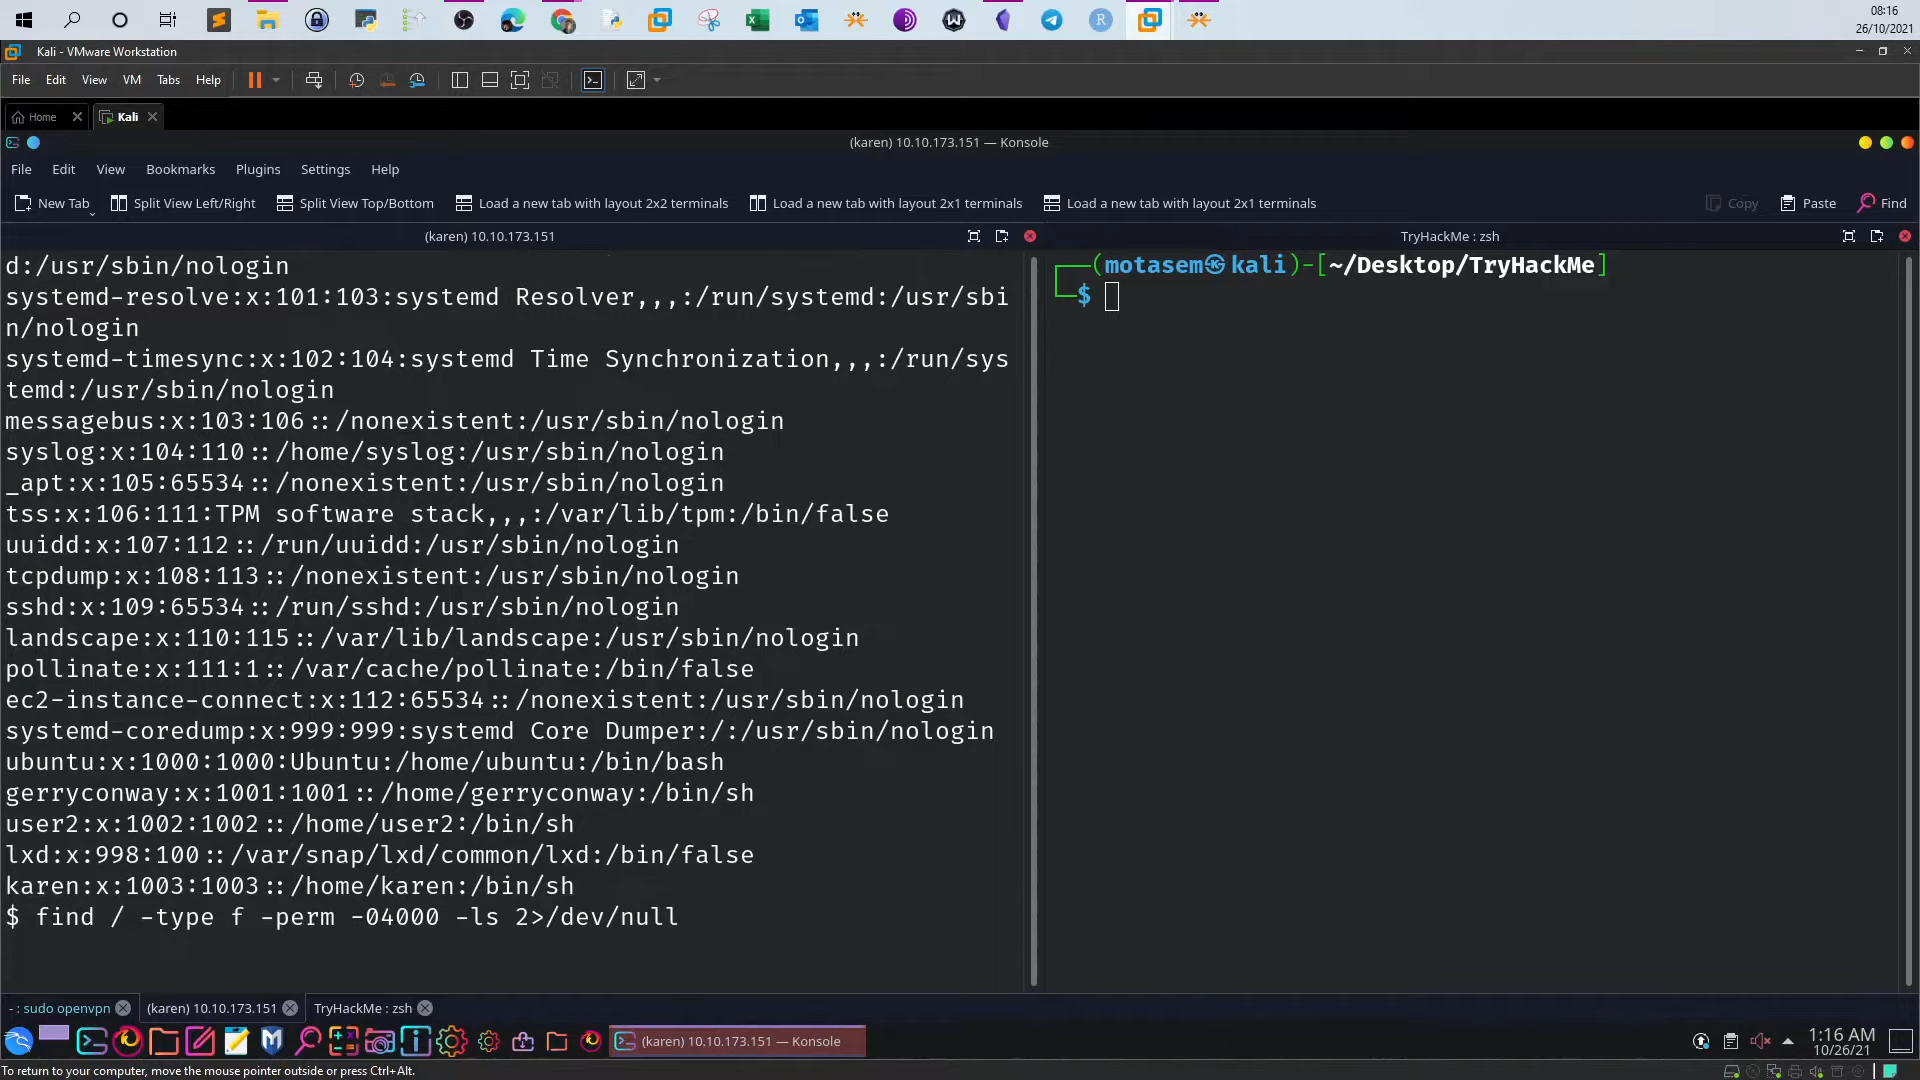 08:16
26/10/2021
Kali - VMware Workstation
File Edit View VM Tabs Help
Home Kali
(karen) 10.10.173.151 — Konsole
File Edit View Bookmarks Plugins Settings Help
New Tab Split View Left/Right Split View Top/Bottom Load a new tab with layout 2x2 terminals Load a new tab with layout 2x1 terminals Load a new tab with layout 2x1 terminals Copy Paste Find
(karen) 10.10.173.151
d:/usr/sbin/nologin
systemd-resolve:x:101:103:systemd Resolver,,,:/run/systemd:/usr/sbi
n/nologin
systemd-timesync:x:102:104:systemd Time Synchronization,,,:/run/sys
temd:/usr/sbin/nologin
messagebus:x:103:106::/nonexistent:/usr/sbin/nologin
syslog:x:104:110::/home/syslog:/usr/sbin/nologin
_apt:x:105:65534::/nonexistent:/usr/sbin/nologin
tss:x:106:111:TPM software stack,,,:/var/lib/tpm:/bin/false
uuidd:x:107:112::/run/uuidd:/usr/sbin/nologin
tcpdump:x:108:113::/nonexistent:/usr/sbin/nologin
sshd:x:109:65534::/run/sshd:/usr/sbin/nologin
landscape:x:110:115::/var/lib/landscape:/usr/sbin/nologin
pollinate:x:111:1::/var/cache/pollinate:/bin/false
ec2-instance-connect:x:112:65534::/nonexistent:/usr/sbin/nologin
systemd-coredump:x:999:999:systemd Core Dumper:/:/usr/sbin/nologin
ubuntu:x:1000:1000:Ubuntu:/home/ubuntu:/bin/bash
gerryconway:x:1001:1001::/home/gerryconway:/bin/sh
user2:x:1002:1002::/home/user2:/bin/sh
lxd:x:998:100::/var/snap/lxd/common/lxd:/bin/false
karen:x:1003:1003::/home/karen:/bin/sh
$ find / -type f -perm -04000 -ls 2>/dev/null
TryHackMe : zsh
(motasem㉿kali)-[~/Desktop/TryHackMe]
$
- : sudo openvpn (karen) 10.10.173.151 TryHackMe : zsh
(karen) 10.10.173.151 — Konsole
1:16 AM
10/26/21
To return to your computer, move the mouse pointer outside or press Ctrl+Alt.